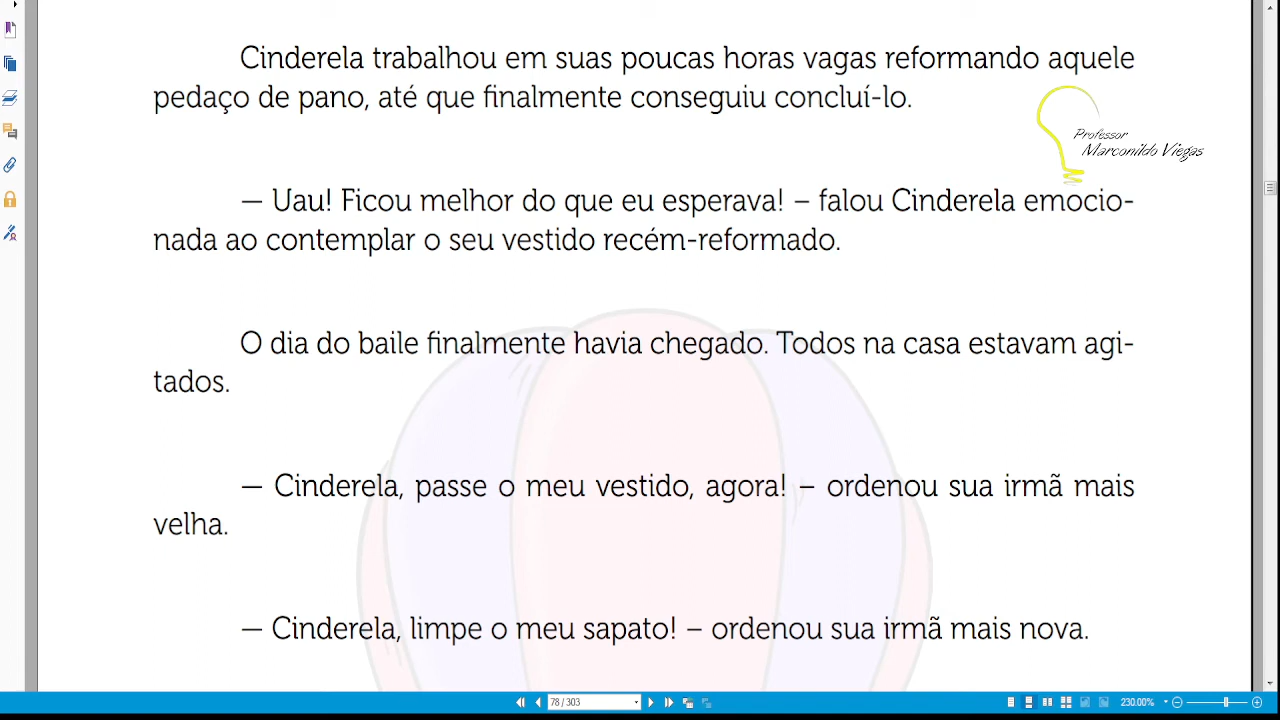 Cinderela trabalhou em suas poucas horas vagas reformando aquele
pedaço de pano, até que finalmente conseguiu concluí-lo.
Professor
Marconildo Viegas
— Uau! Ficou melhor do que eu esperava! – falou Cinderela emocio-
nada ao contemplar o seu vestido recém-reformado.
O dia do baile finalmente havia chegado. Todos na casa estavam agi-
tados.
— Cinderela, passe o meu vestido, agora! – ordenou sua irmã mais
velha.
— Cinderela, limpe o meu sapato! – ordenou sua irmã mais nova.
78 / 303
230.00%